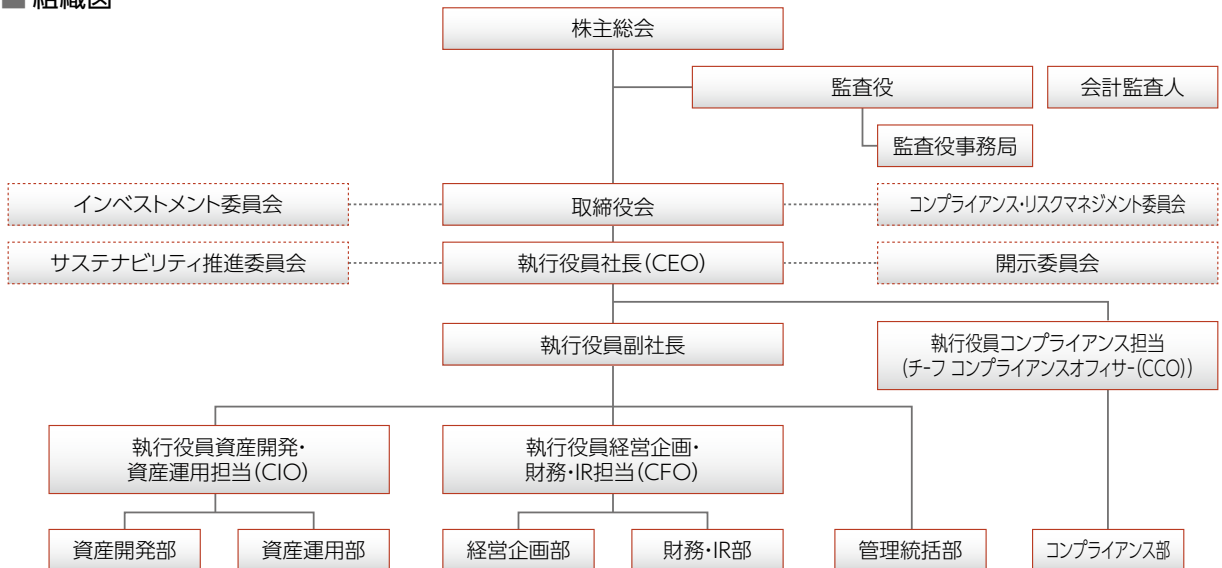 ■ 組織図
株主総会
監査役
会計監査人
監査役事務局
インベストメント委員会
取締役会
コンプライアンス・リスクマネジメント委員会
サステナビリティ推進委員会
執行役員社長(CEO)
開示委員会
執行役員副社長
執行役員コンプライアンス担当
(チーフ コンプライアンスオフィサー(CCO))
執行役員資産開発・
資産運用担当(CIO)
執行役員経営企画・
財務・IR担当(CFO)
資産開発部
資産運用部
経営企画部
財務・IR部
管理統括部
コンプライアンス部